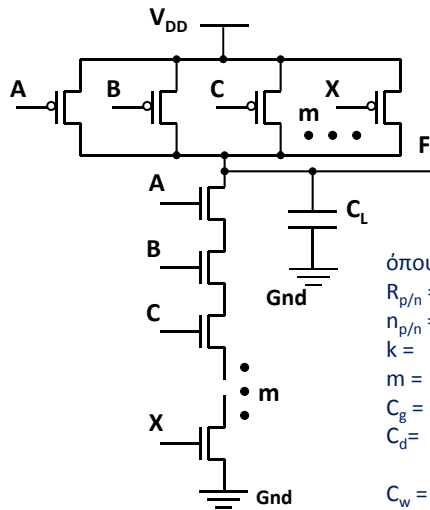 V_DD
A B C X
m
F
A
C_L
B
Gnd
C
m
X
Gnd
όπου
R_p/n =
n_p/n =
k =
m =
C_g =
C_d=
C_w =